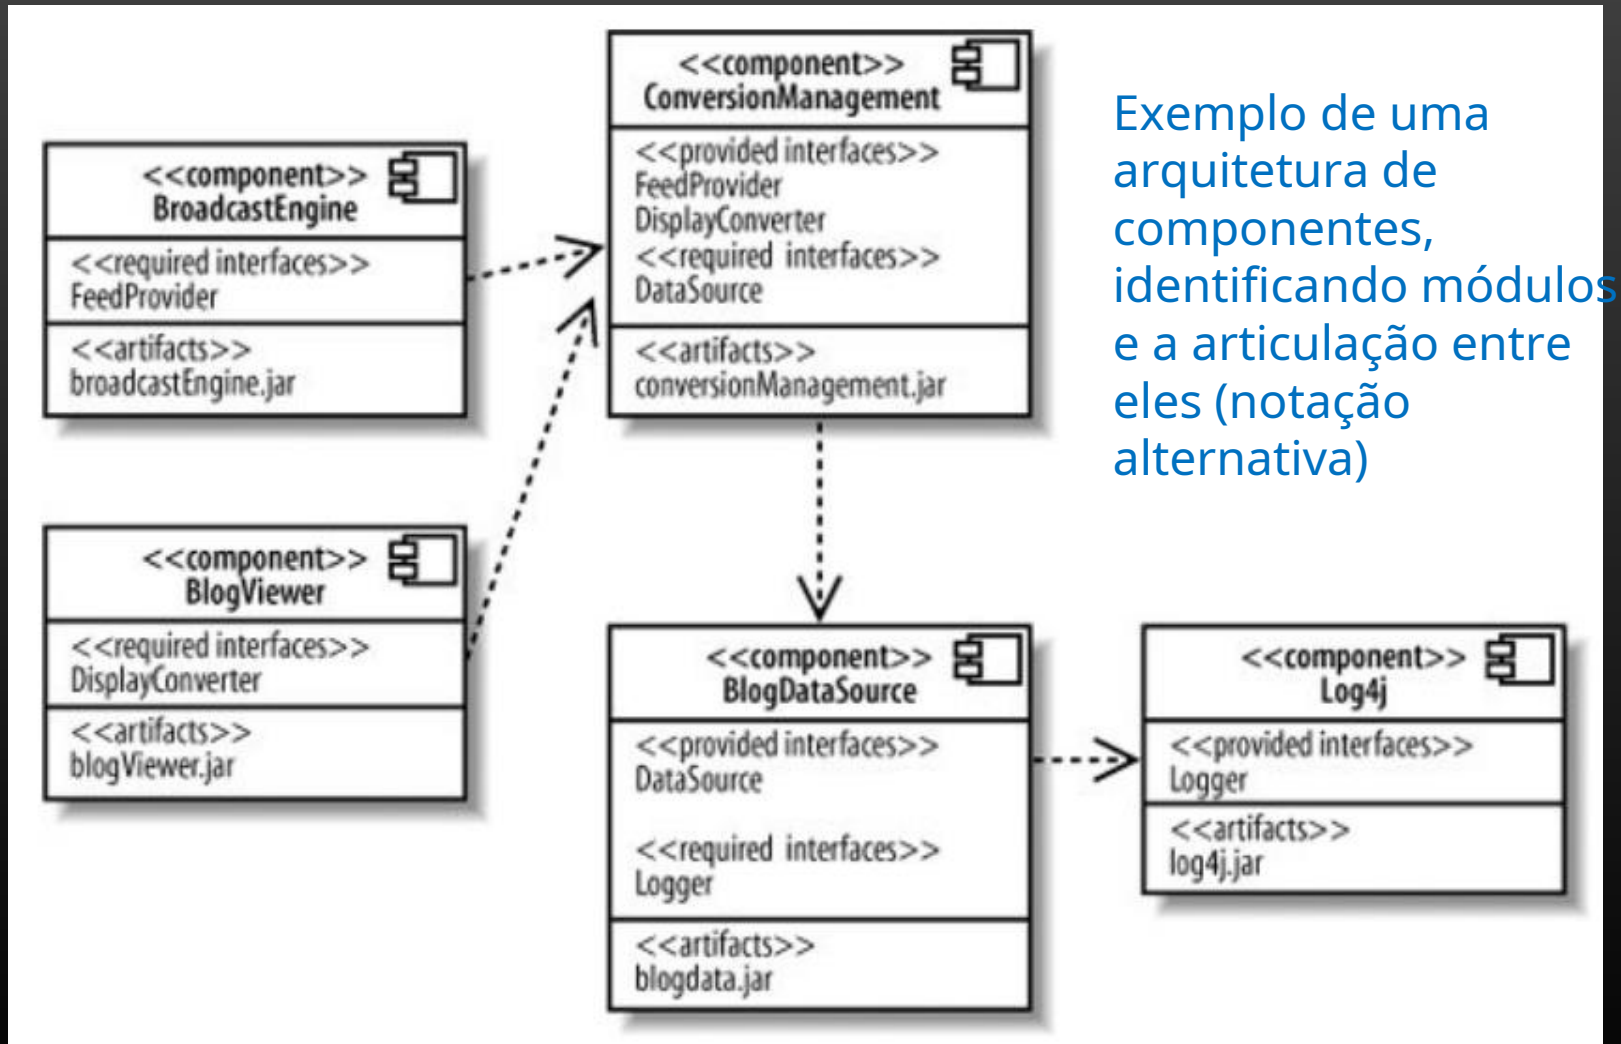 <<component>>
BroadcastEngine
<<required interfaces>>
FeedProvider
<<artifacts>>
broadcastEngine.jar
<<component>>
ConversionManagement
<<provided interfaces>>
FeedProvider
DisplayConverter
<<required interfaces>>
DataSource
<<artifacts>>
conversionManagement.jar
Exemplo de uma
arquitetura de
componentes,
identificando módulos
e a articulação entre
eles (notação
alternativa)
<<component>>
BlogViewer
<<required interfaces>>
DisplayConverter
<<artifacts>>
blogViewer.jar
<<component>>
BlogDataSource
<<provided interfaces>>
DataSource
<<required interfaces>>
Logger
<<artifacts>>
blogdata.jar
<<component>>
Log4j
<<provided interfaces>>
Logger
<<artifacts>>
log4j.jar